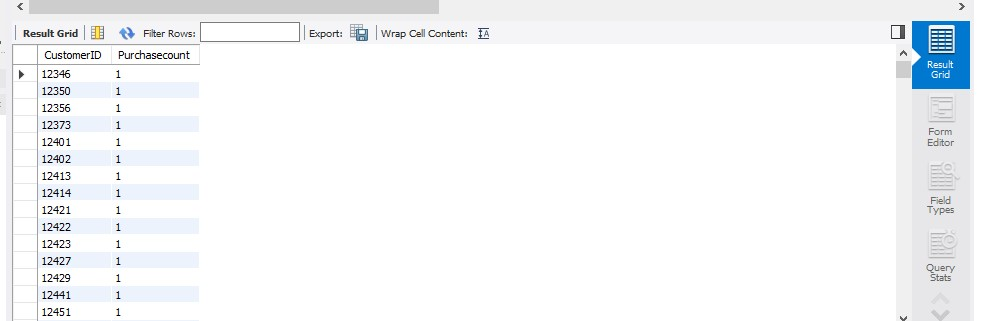 Result Grid Filter Rows: Export: Wrap Cell Content: IA
CustomerID Purchasecount
12346 1
12350 1
12356 1
12373 1
12401 1
12402 1
12413 1
12414 1
12421 1
12422 1
12423 1
12427 1
12429 1
12441 1
12451 1
Result
Grid
Form
Editor
Field
Types
Query
Stats